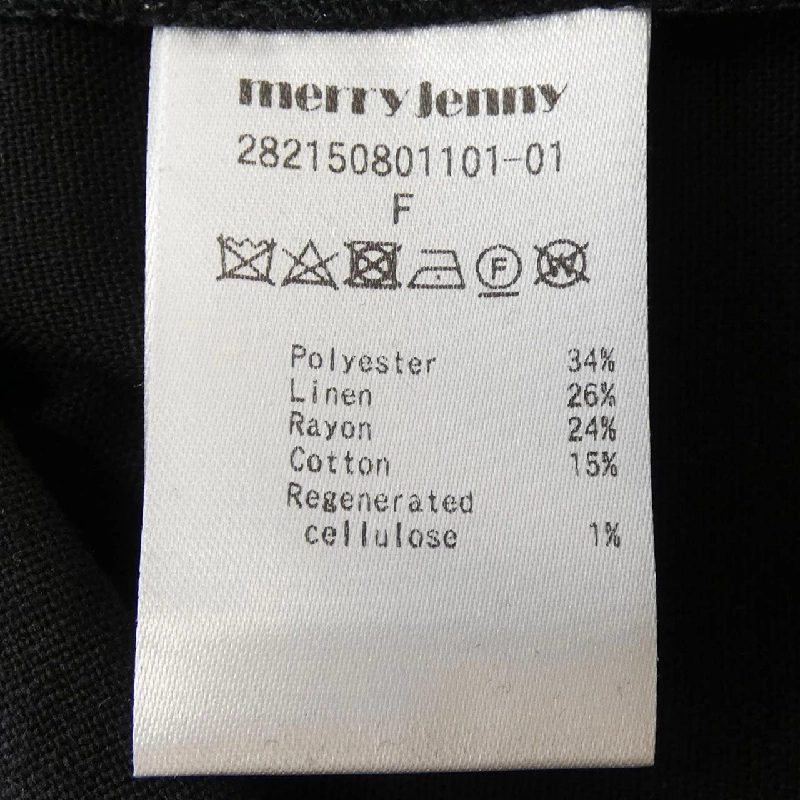 merry jenny
282150801101-01
F
F
W
Polyester 34%
Linen 26%
Rayon 24%
Cotton 15%
Regenerated
cellulose 1%